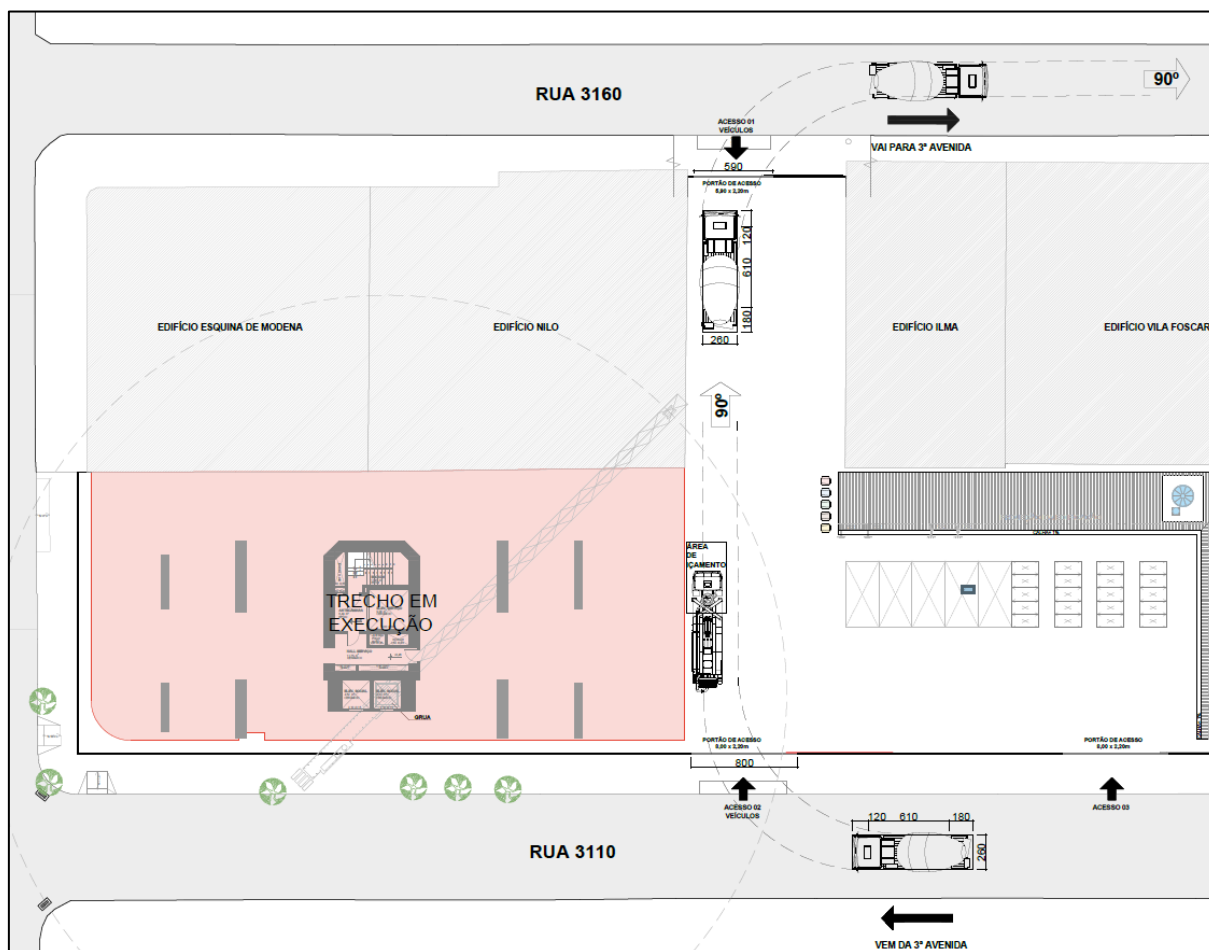 RUA 3160
90º
ACESSO 01
VEÍCULOS
VAI PARA 3ª AVENIDA
590
PORTÃO DE ACESSO
5,90 x 2,20m
120
610
180
260
EDIFÍCIO ESQUINA DE MODENA
EDIFÍCIO NILO
EDIFÍCIO ILMA
EDIFÍCIO VILA FOSCAR
90º
ÁREA
DE
IÇAMENTO
TRECHO EM
EXECUÇÃO
GRUA
PORTÃO DE ACESSO
8,00 x 2,20m
PORTÃO DE ACESSO
8,00 x 2,20m
800
ACESSO 02
VEÍCULOS
ACESSO 03
120
610
180
260
RUA 3110
VEM DA 3ª AVENIDA